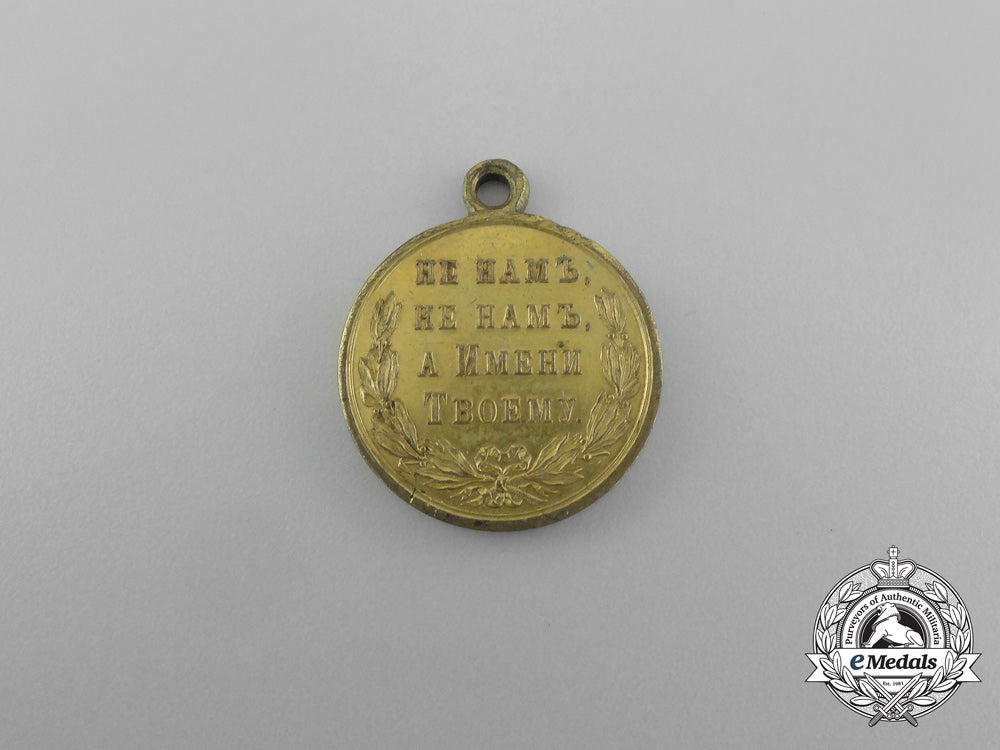 НЕ НАМЪ,
НЕ НАМЪ,
А ИМЕНИ
ТВОЕМУ.
Purveyors of Authentic Militaria
eMedals
Est. 1981